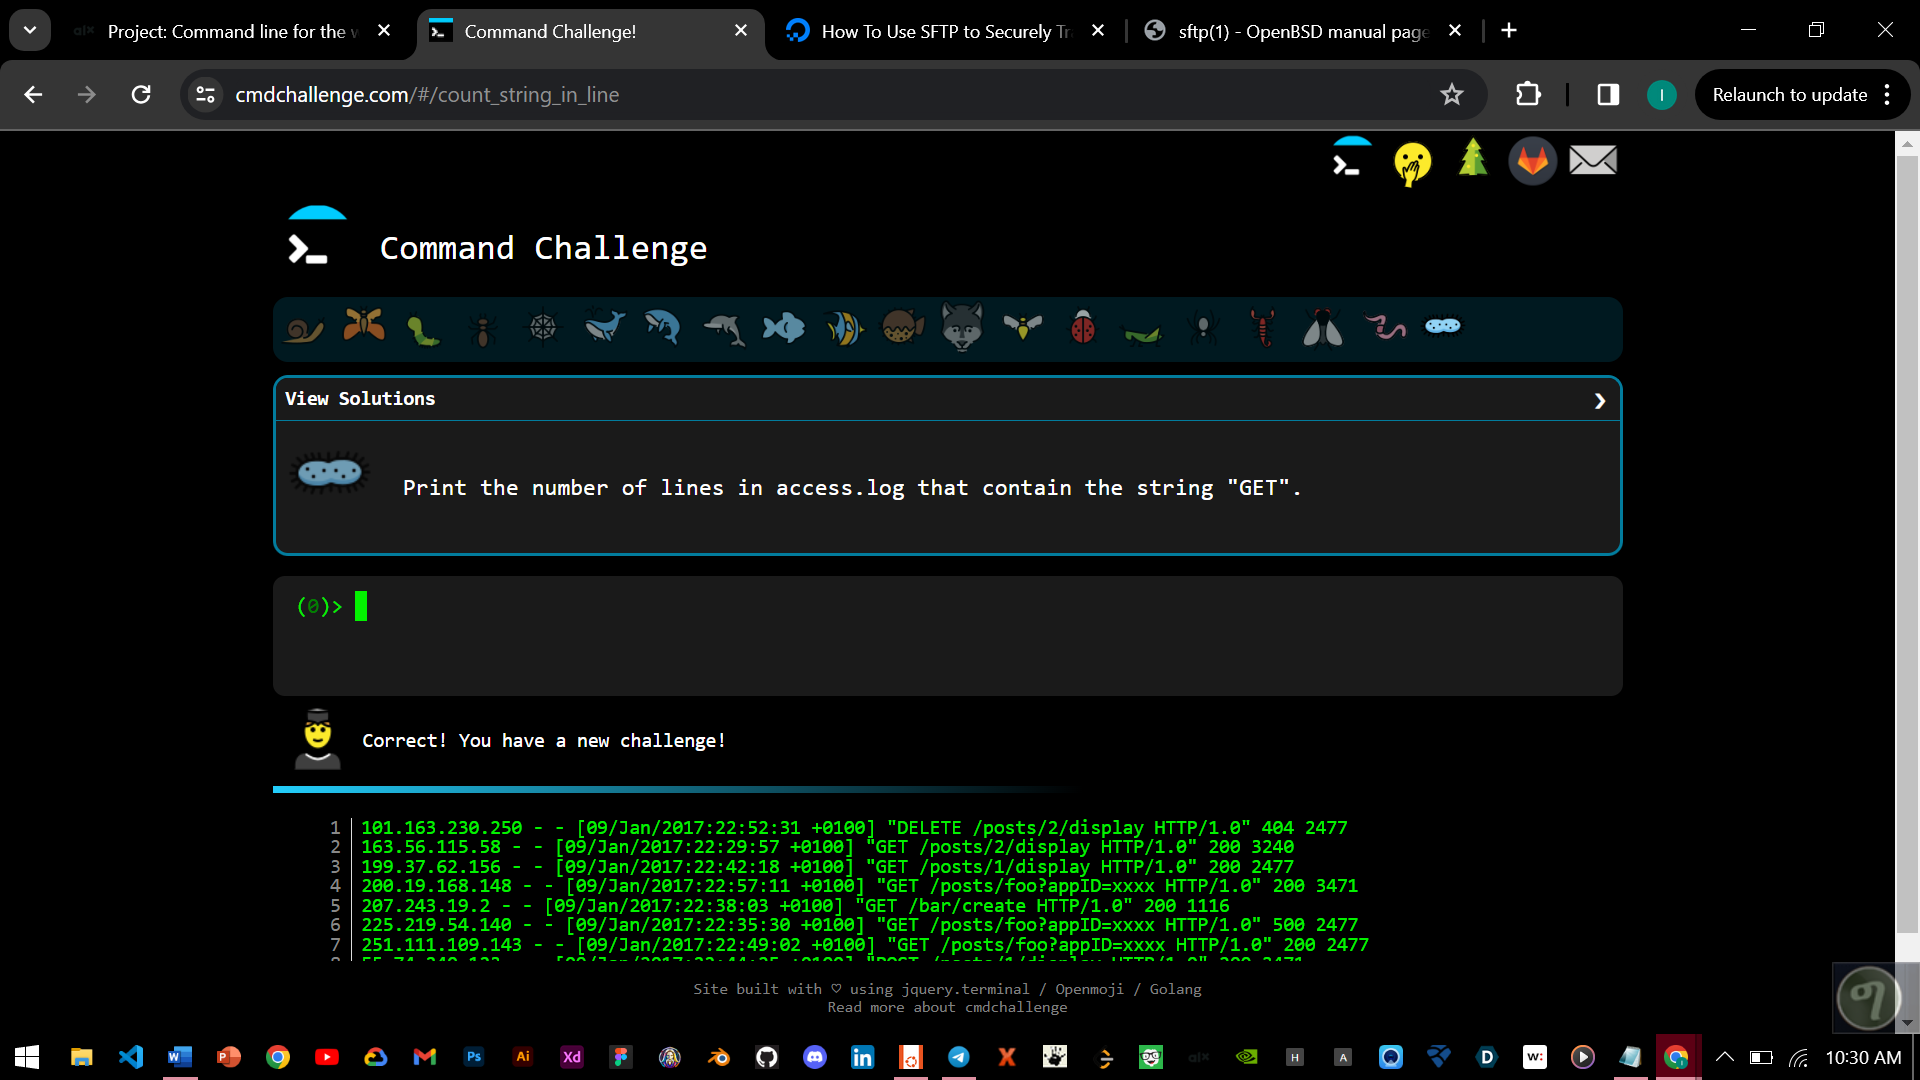 Project: Command line for the w
Command Challenge!
How To Use SFTP to Securely Tra
sftp(1) - OpenBSD manual page
cmdchallenge.com/#/count_string_in_line
I
Relaunch to update
Command Challenge
View Solutions
Print the number of lines in access.log that contain the string "GET".
(0)>
Correct! You have a new challenge!
1 101.163.230.250 - - [09/Jan/2017:22:52:31 +0100] "DELETE /posts/2/display HTTP/1.0" 404 2477
2 163.56.115.58 - - [09/Jan/2017:22:29:57 +0100] "GET /posts/2/display HTTP/1.0" 200 3240
3 199.37.62.156 - - [09/Jan/2017:22:42:18 +0100] "GET /posts/1/display HTTP/1.0" 200 2477
4 200.19.168.148 - - [09/Jan/2017:22:57:11 +0100] "GET /posts/foo?appID=xxxx HTTP/1.0" 200 3471
5 207.243.19.2 - - [09/Jan/2017:22:38:03 +0100] "GET /bar/create HTTP/1.0" 200 1116
6 225.219.54.140 - - [09/Jan/2017:22:35:30 +0100] "GET /posts/foo?appID=xxxx HTTP/1.0" 500 2477
7 251.111.109.143 - - [09/Jan/2017:22:49:02 +0100] "GET /posts/foo?appID=xxxx HTTP/1.0" 200 2477
Site built with ♡ using jquery.terminal / Openmoji / Golang
Read more about cmdchallenge
10:30 AM